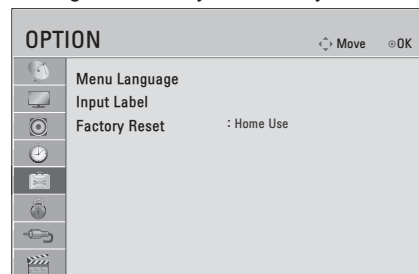 OPTION
Move OK
Menu Language
Input Label
Factory Reset : Home Use